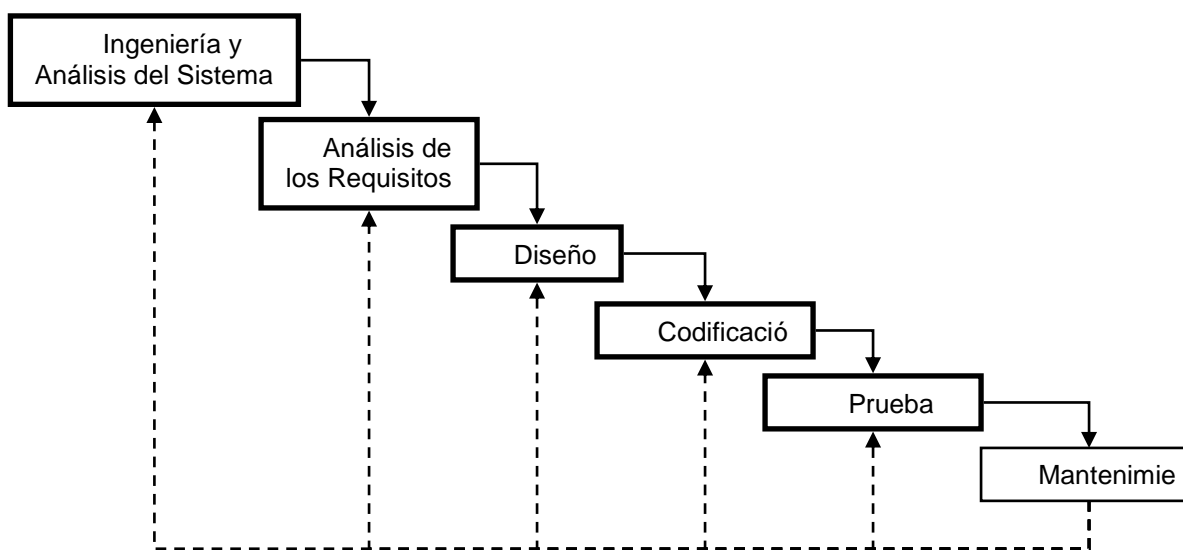 Ingeniería y
Análisis del Sistema
Análisis de
los Requisitos
Diseño
Codificació
Prueba
Mantenimie